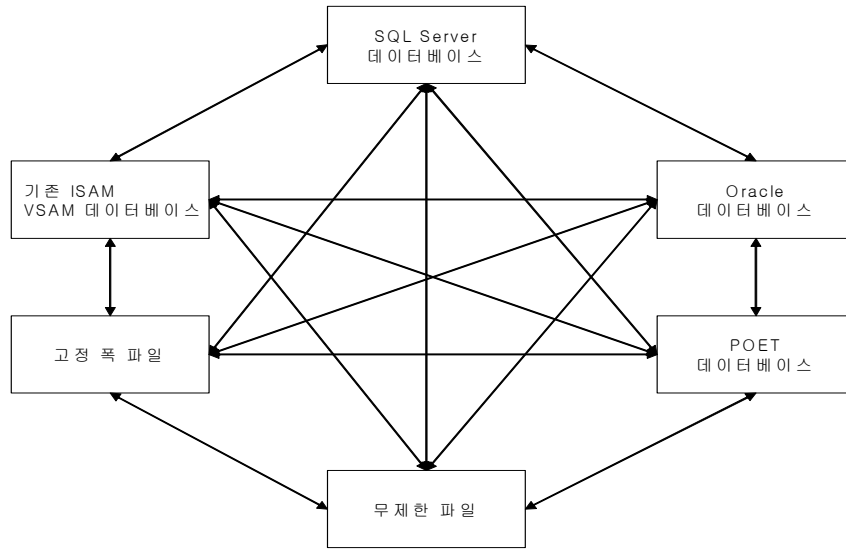 SQL Server
데이터베이스
기존 ISAM
VSAM 데이터베이스
Oracle
데이터베이스
고정 폭 파일
POET
데이터베이스
무제한 파일